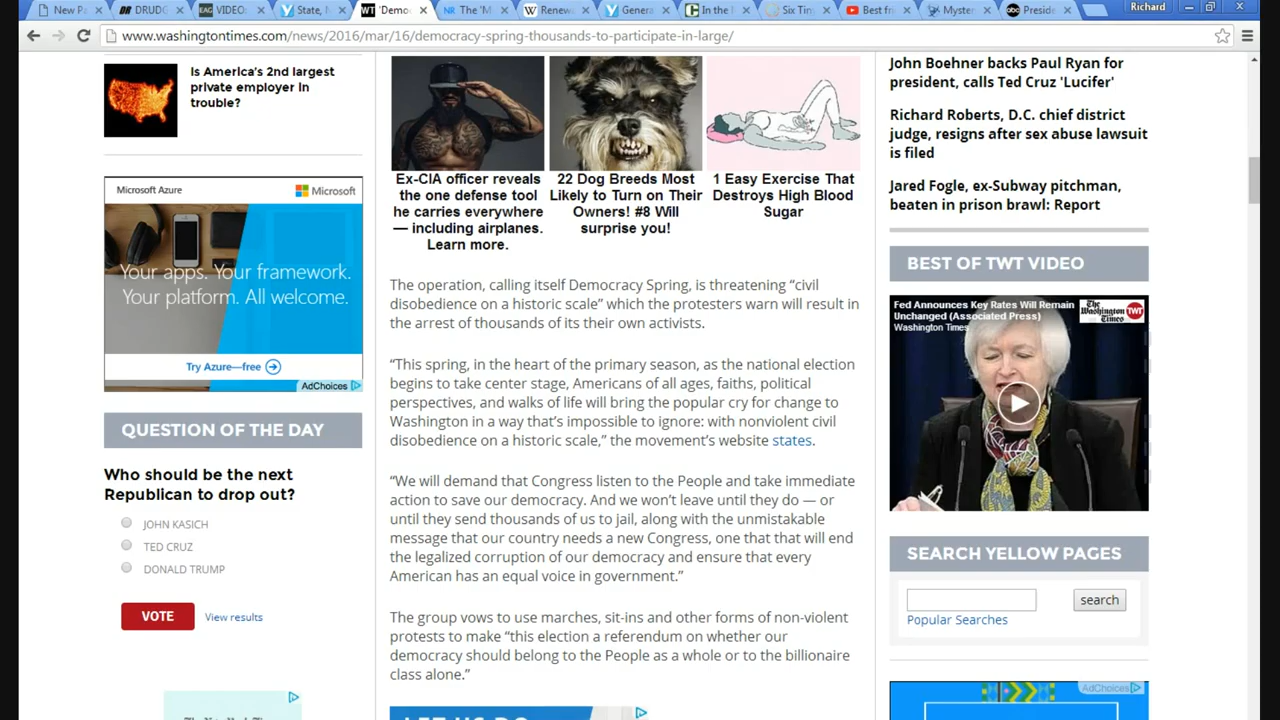 New P
DRUDG
EAG VIDEO:
State, N
WT 'Demo
NR The 'M
W Renew
Genera
In the
Six Tim
Best fr
Myster
abc Presid
Richard
www.washingtontimes.com/news/2016/mar/16/democracy-spring-thousands-to-participate-in-large/
Is America's 2nd largest
private employer in
trouble?
Microsoft Azure
Microsoft
Your apps. Your framework.
Your platform. All welcome.
Try Azure—free
AdChoices
QUESTION OF THE DAY
Who should be the next
Republican to drop out?
JOHN KASICH
TED CRUZ
DONALD TRUMP
VOTE
View results
Ex-CIA officer reveals
the one defense tool
he carries everywhere
— including airplanes.
Learn more.
22 Dog Breeds Most
Likely to Turn on Their
Owners! #8 Will
surprise you!
1 Easy Exercise That
Destroys High Blood
Sugar
The operation, calling itself Democracy Spring, is threatening “civil
disobedience on a historic scale” which the protesters warn will result in
the arrest of thousands of its their own activists.
“This spring, in the heart of the primary season, as the national election
begins to take center stage, Americans of all ages, faiths, political
perspectives, and walks of life will bring the popular cry for change to
Washington in a way that’s impossible to ignore: with nonviolent civil
disobedience on a historic scale,” the movement’s website states.
“We will demand that Congress listen to the People and take immediate
action to save our democracy. And we won’t leave until they do — or
until they send thousands of us to jail, along with the unmistakable
message that our country needs a new Congress, one that that will end
the legalized corruption of our democracy and ensure that every
American has an equal voice in government.”
The group vows to use marches, sit-ins and other forms of non-violent
protests to make “this election a referendum on whether our
democracy should belong to the People as a whole or to the billionaire
class alone.”
John Boehner backs Paul Ryan for
president, calls Ted Cruz 'Lucifer'
Richard Roberts, D.C. chief district
judge, resigns after sex abuse lawsuit
is filed
Jared Fogle, ex-Subway pitchman,
beaten in prison brawl: Report
BEST OF TWT VIDEO
Fed Announces Key Rates Will Remain
Unchanged (Associated Press)
Washington Times
The Washington Times
TWT
SEARCH YELLOW PAGES
search
Popular Searches
AdChoices